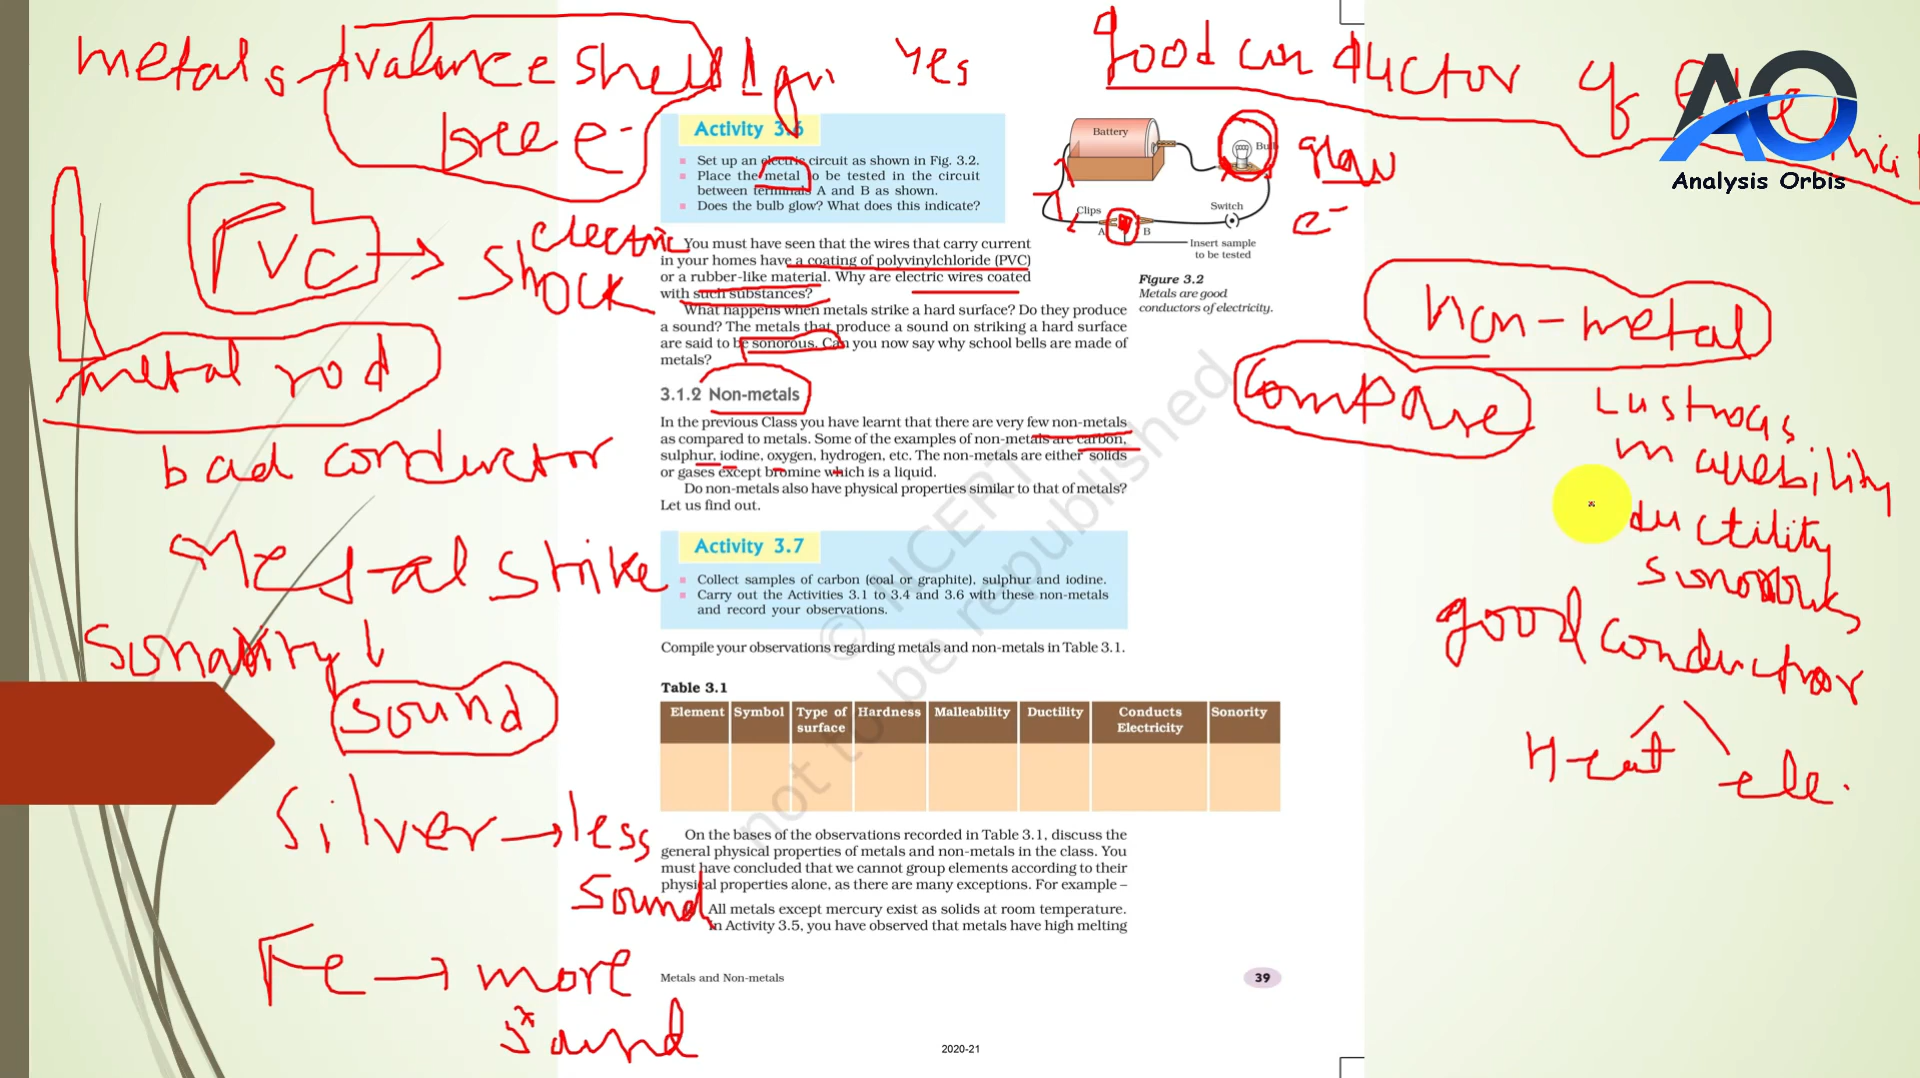 metals valence shell
yes
good conductor of
free e-
Analysis Orbis
Activity 3.6
Set up an electric circuit as shown in Fig. 3.2.
Place the metal to be tested in the circuit
between terminals A and B as shown.
Does the bulb glow? What does this indicate?
Battery
Bulb
Clips
Switch
A
B
Insert sample
to be tested
glow
e-
Figure 3.2
Metals are good
conductors of electricity.
PVC
electric
shock
metal rod
bad conductor
metal strike
sound
silver → less
sound
Fe → more
sound
You must have seen that the wires that carry current
in your homes have a coating of polyvinylchloride (PVC)
or a rubber-like material. Why are electric wires coated
with such substances?
What happens when metals strike a hard surface? Do they produce
a sound? The metals that produce a sound on striking a hard surface
are said to be sonorous. Can you now say why school bells are made of
metals?
3.1.2 Non-metals
In the previous Class you have learnt that there are very few non-metals
as compared to metals. Some of the examples of non-metals are carbon,
sulphur, iodine, oxygen, hydrogen, etc. The non-metals are either solids
or gases except bromine which is a liquid.
Do non-metals also have physical properties similar to that of metals?
Let us find out.
Activity 3.7
Collect samples of carbon (coal or graphite), sulphur and iodine.
Carry out the Activities 3.1 to 3.4 and 3.6 with these non-metals
and record your observations.
Compile your observations regarding metals and non-metals in Table 3.1.
Table 3.1
Element Symbol Type of surface Hardness Malleability Ductility Conducts Electricity Sonority
On the bases of the observations recorded in Table 3.1, discuss the
general physical properties of metals and non-metals in the class. You
must have concluded that we cannot group elements according to their
physical properties alone, as there are many exceptions. For example –
All metals except mercury exist as solids at room temperature.
In Activity 3.5, you have observed that metals have high melting
Metals and Non-metals
39
2020-21
© NCERT
not to be republished
non-metal
compare
ductility
good conductor
Heat ele.